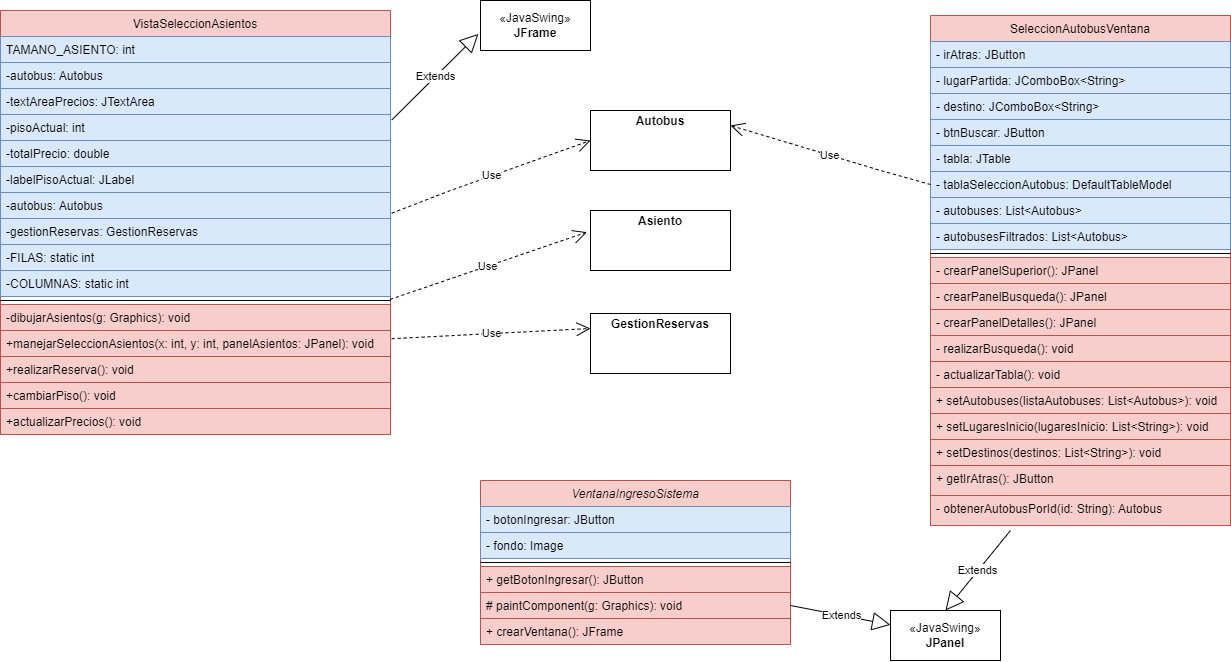 VistaSeleccionAsientos
TAMANO_ASIENTO: int
-autobus: Autobus
-textAreaPrecios: JTextArea
-pisoActual: int
-totalPrecio: double
-labelPisoActual: JLabel
-autobus: Autobus
-gestionReservas: GestionReservas
-FILAS: static int
-COLUMNAS: static int
-dibujarAsientos(g: Graphics): void
+manejarSeleccionAsientos(x: int, y: int, panelAsientos: JPanel): void
+realizarReserva(): void
+cambiarPiso(): void
+actualizarPrecios(): void
«JavaSwing»
JFrame
Extends
Autobus
Use
Use
Asiento
Use
GestionReservas
Use
SeleccionAutobusVentana
- irAtras: JButton
- lugarPartida: JComboBox<String>
- destino: JComboBox<String>
- btnBuscar: JButton
- tabla: JTable
- tablaSeleccionAutobus: DefaultTableModel
- autobuses: List<Autobus>
- autobusesFiltrados: List<Autobus>
- crearPanelSuperior(): JPanel
- crearPanelBusqueda(): JPanel
- crearPanelDetalles(): JPanel
- realizarBusqueda(): void
- actualizarTabla(): void
+ setAutobuses(listaAutobuses: List<Autobus>): void
+ setLugaresInicio(lugaresInicio: List<String>): void
+ setDestinos(destinos: List<String>): void
+ getIrAtras(): JButton
- obtenerAutobusPorId(id: String): Autobus
VentanaIngresoSistema
- botonIngresar: JButton
- fondo: Image
+ getBotonIngresar(): JButton
# paintComponent(g: Graphics): void
+ crearVentana(): JFrame
Extends
Extends
«JavaSwing»
JPanel